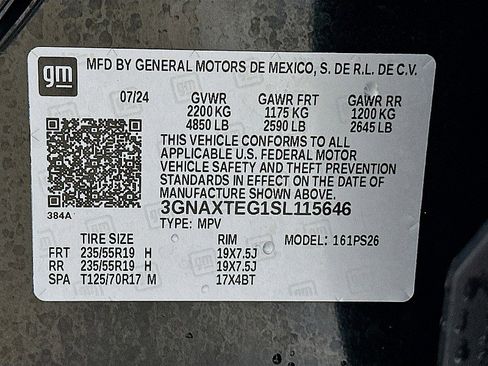 gm
MFD BY GENERAL MOTORS DE MEXICO, S. DE R.L. DE C.V.
07/24 GVWR GAWR FRT GAWR RR
2200 KG 1175 KG 1200 KG
4850 LB 2590 LB 2645 LB
THIS VEHICLE CONFORMS TO ALL
APPLICABLE U.S. FEDERAL MOTOR
VEHICLE SAFETY AND THEFT PREVENTION
STANDARDS IN EFFECT ON THE DATE OF
MANUFACTURE SHOWN ABOVE.
384A 3GNAXTEG1SL115646
TYPE: MPV
TIRE SIZE RIM MODEL: 161PS26
FRT 235/55R19 H 19X7.5J
RR 235/55R19 H 19X7.5J
SPA T125/70R17 M 17X4BT